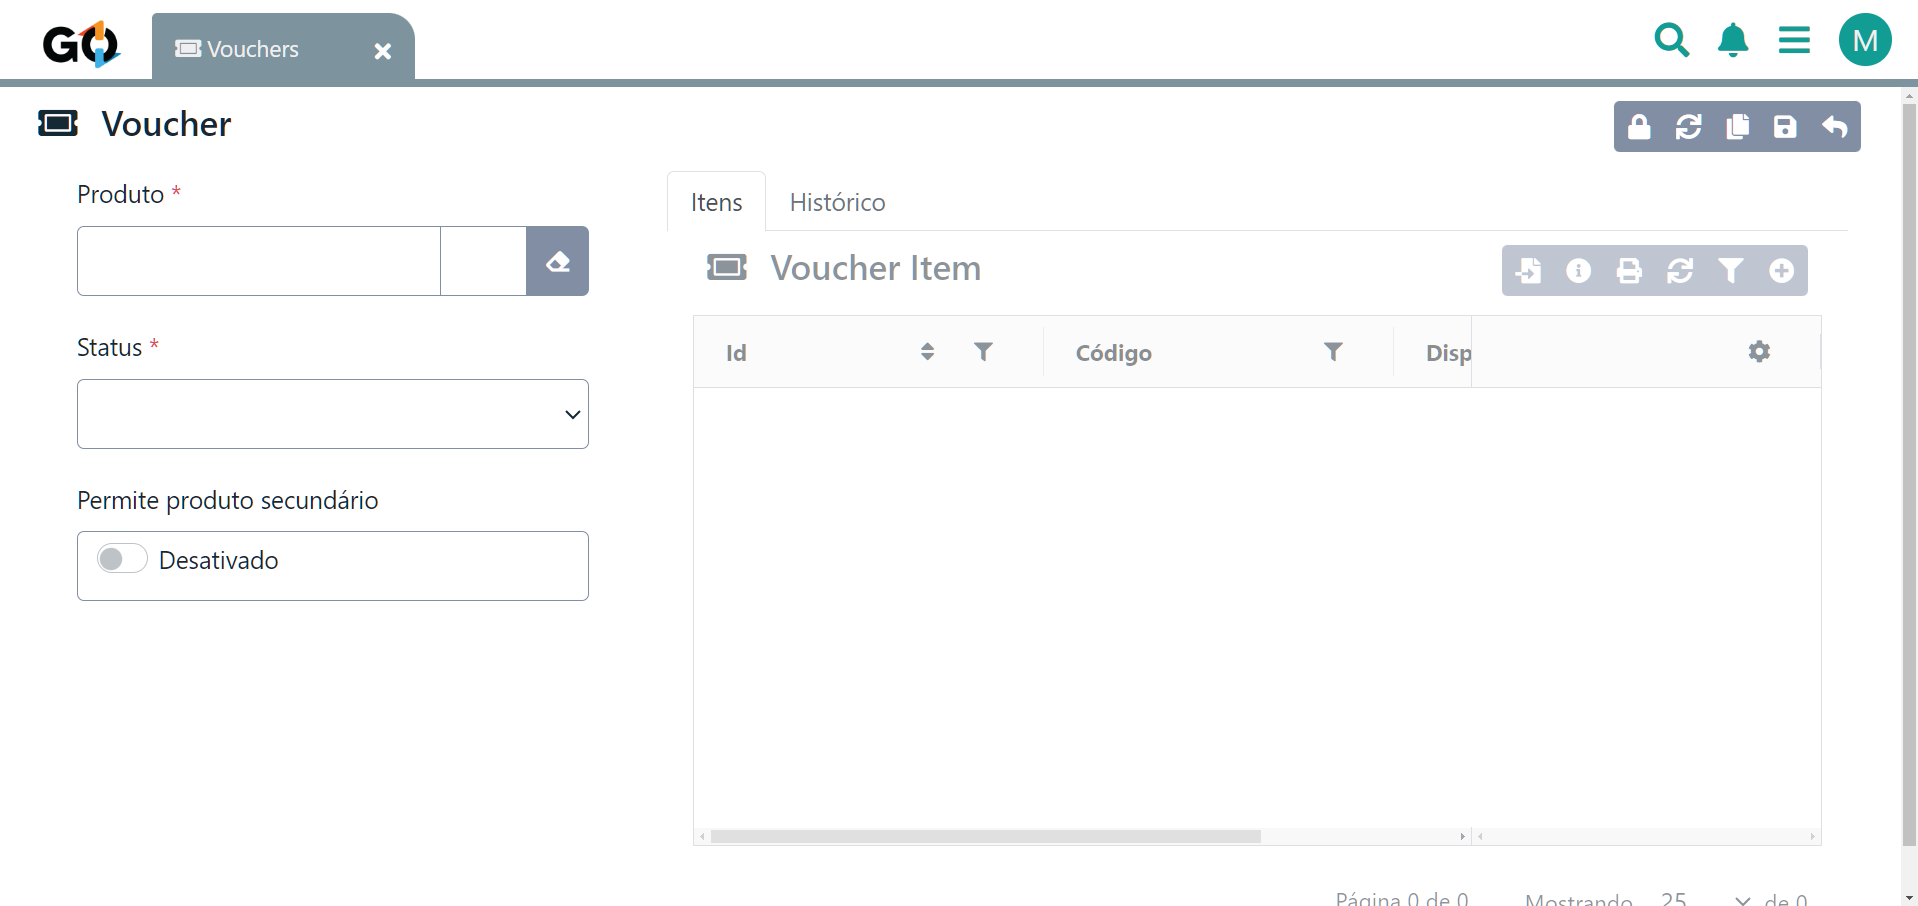 GO
Vouchers
M
Voucher
Produto *
Status *
Permite produto secundário
Desativado
Itens
Histórico
Voucher Item
Id
Código
Disp
Página 0 de 0
Mostrando 25 de 0